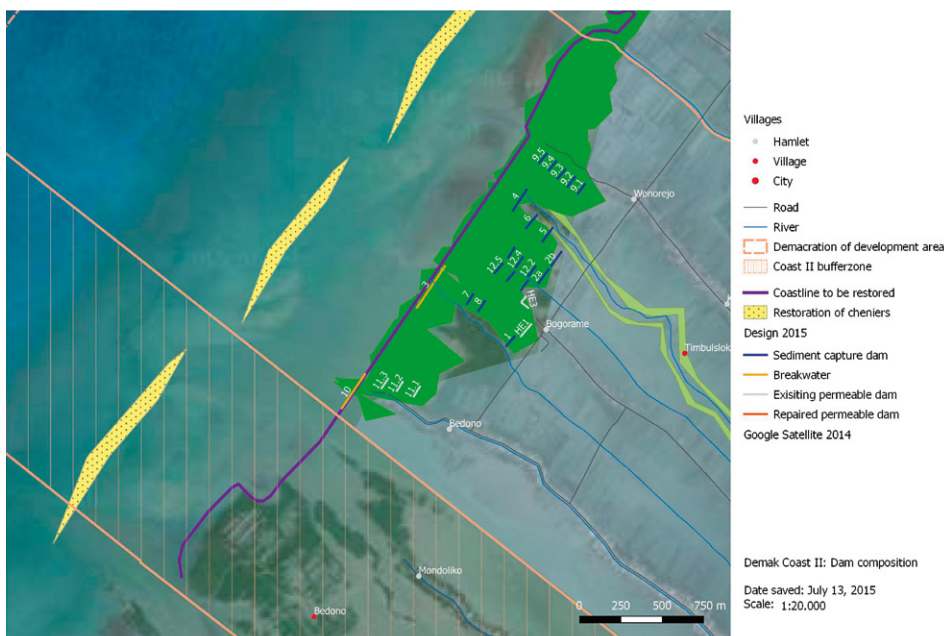 9.5
9.4
9.3
9.2
9.1
Wonorejo
4
6
5
12.5
12.4
12.2
2b
2a
3
7
8
HE3
HE1
1
Bogorame
Timbulslok
10
11.3
11.2
11.1
Bedono
Mondoliko
Bedono
0 250 500 750 m
Villages
Hamlet
Village
City
Road
River
Demacration of development area
Coast II bufferzone
Coastline to be restored
Restoration of cheniers
Design 2015
Sediment capture dam
Breakwater
Exisiting permeable dam
Repaired permeable dam
Google Satellite 2014
Demak Coast II: Dam composition
Date saved: July 13, 2015
Scale: 1:20.000